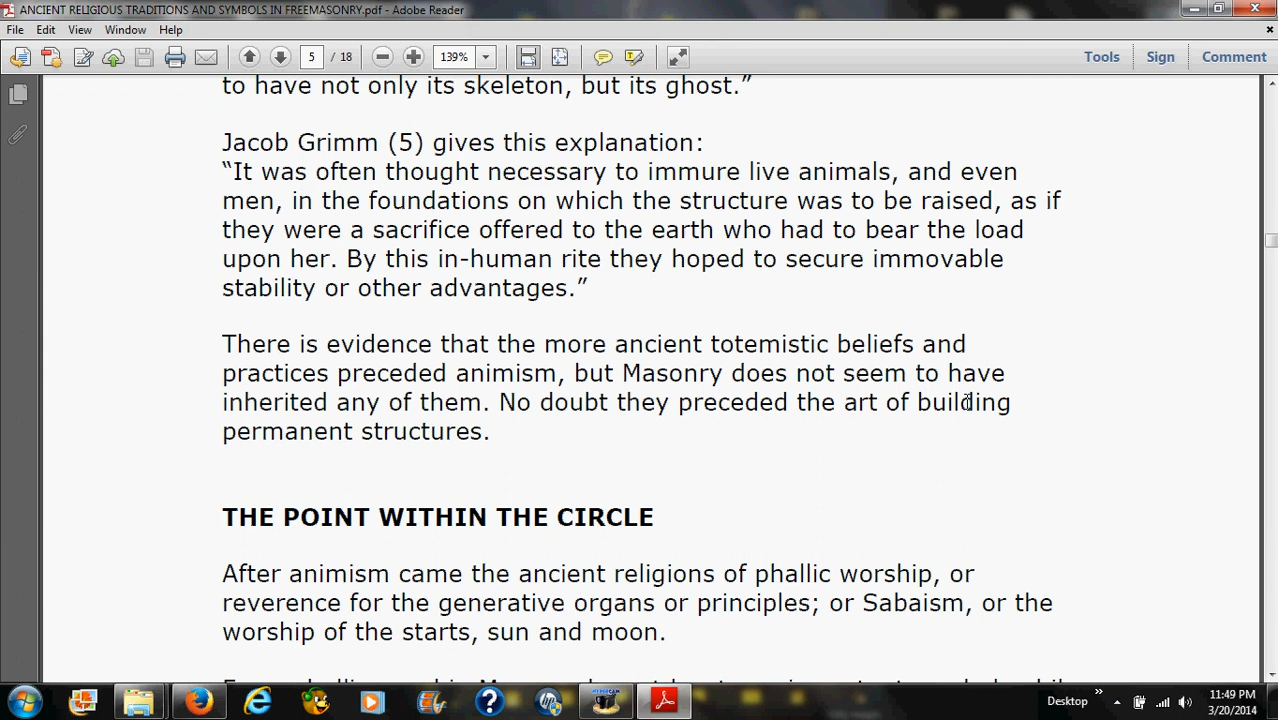 ANCIENT RELIGIOUS TRADITIONS AND SYMBOLS IN FREEMASONRY.pdf - Adobe Reader
File Edit View Window Help
5 / 18 139% Tools Sign Comment
to have not only its skeleton, but its ghost.”
Jacob Grimm (5) gives this explanation:
“It was often thought necessary to immure live animals, and even
men, in the foundations on which the structure was to be raised, as if
they were a sacrifice offered to the earth who had to bear the load
upon her. By this in-human rite they hoped to secure immovable
stability or other advantages.”
There is evidence that the more ancient totemistic beliefs and
practices preceded animism, but Masonry does not seem to have
inherited any of them. No doubt they preceded the art of building
permanent structures.
THE POINT WITHIN THE CIRCLE
After animism came the ancient religions of phallic worship, or
reverence for the generative organs or principles; or Sabaism, or the
worship of the starts, sun and moon.
HYPERCAM
hp
Desktop
11:49 PM
3/20/2014